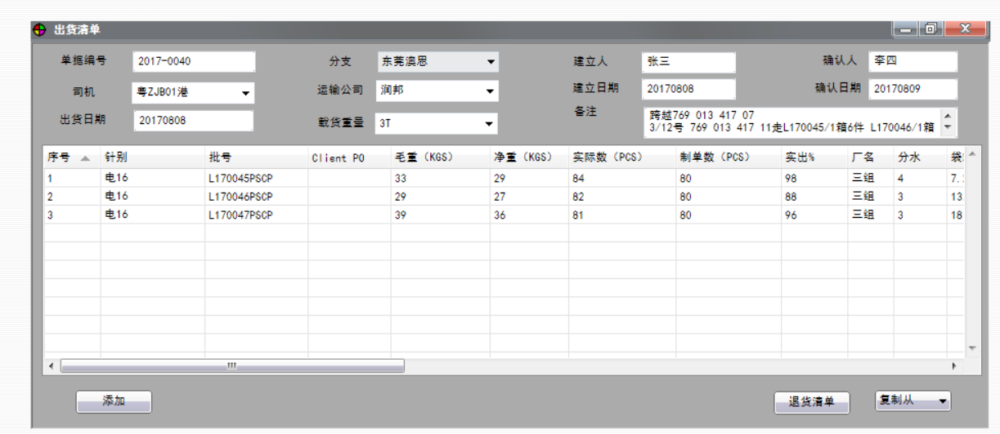 出货清单
单据编号 2017-0040 分支 东莞澳思 建立人 张三 确认人 李四
司机 粤ZJB01港 运输公司 润邦 建立日期 20170808 确认日期 20170809
出货日期 20170808 载货重量 3T 备注 跨越769 013 417 07
3/12号 769 013 417 11走L170045/1箱6件 L170046/1箱
序号 针别 批号 Client PO 毛重 (KGS) 净重 (KGS) 实际数 (PCS) 制单数 (PCS) 实出% 厂名 分水 袋
1 电16 L170045PSCP 33 29 84 80 98 三组 4 7.
2 电16 L170046PSCP 29 27 82 80 88 三组 3 13
3 电16 L170047PSCP 39 36 81 80 96 三组 3 18
添加 退货清单 复制从